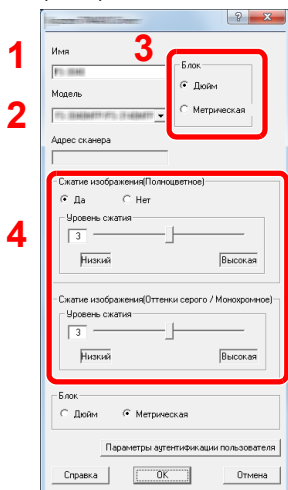 1
Имя
3
Блок
Дюйм
Метрическая
2
Модель
Адрес сканера
4
Сжатие изображения(Полноцветное)
Да Нет
Уровень сжатия
3
Низкий Высокая
Сжатие изображения(Оттенки серого / Монохромное)
Уровень сжатия
3
Низкий Высокая
Блок
Дюйм Метрическая
Параметры аутентификации пользователя
Справка OK Отмена